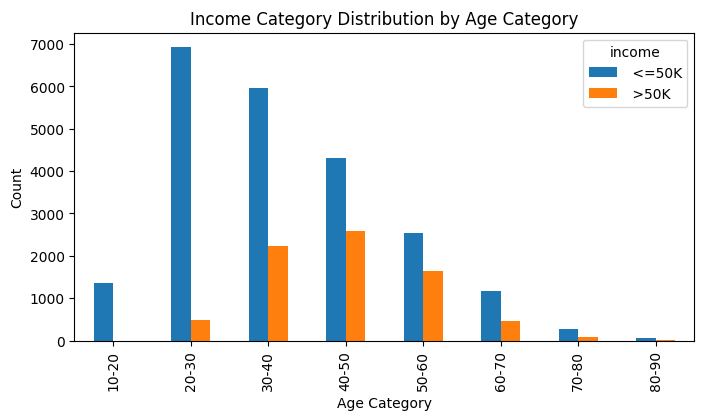 Income Category Distribution by Age Category
income
<=50K
>50K
Count
7000
6000
5000
4000
3000
2000
1000
0
10-20
20-30
30-40
40-50
50-60
60-70
70-80
80-90
Age Category